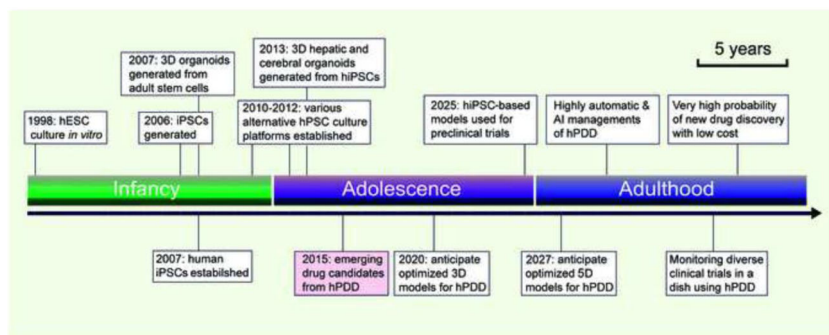 5 years
2013: 3D hepatic and
cerebral organoids
generated from hiPSCs
2007: 3D organoids
generated from
adult stem cells
2010-2012: various
alternative hPSC culture
platforms established
2025: hiPSC-based
models used for
preclinical trials
Highly automatic &
AI managements
of hPDD
Very high probability
of new drug discovery
with low cost
1998: hESC
culture in vitro
2006: iPSCs
generated
Infancy
Adolescence
Adulthood
2007: human
iPSCs estabilshed
2015: emerging
drug candidates
from hPDD
2020: anticipate
optimized 3D
models for hPDD
2027: anticipate
optimized 5D
models for hPDD
Monitoring diverse
clinical trials in a
dish using hPDD